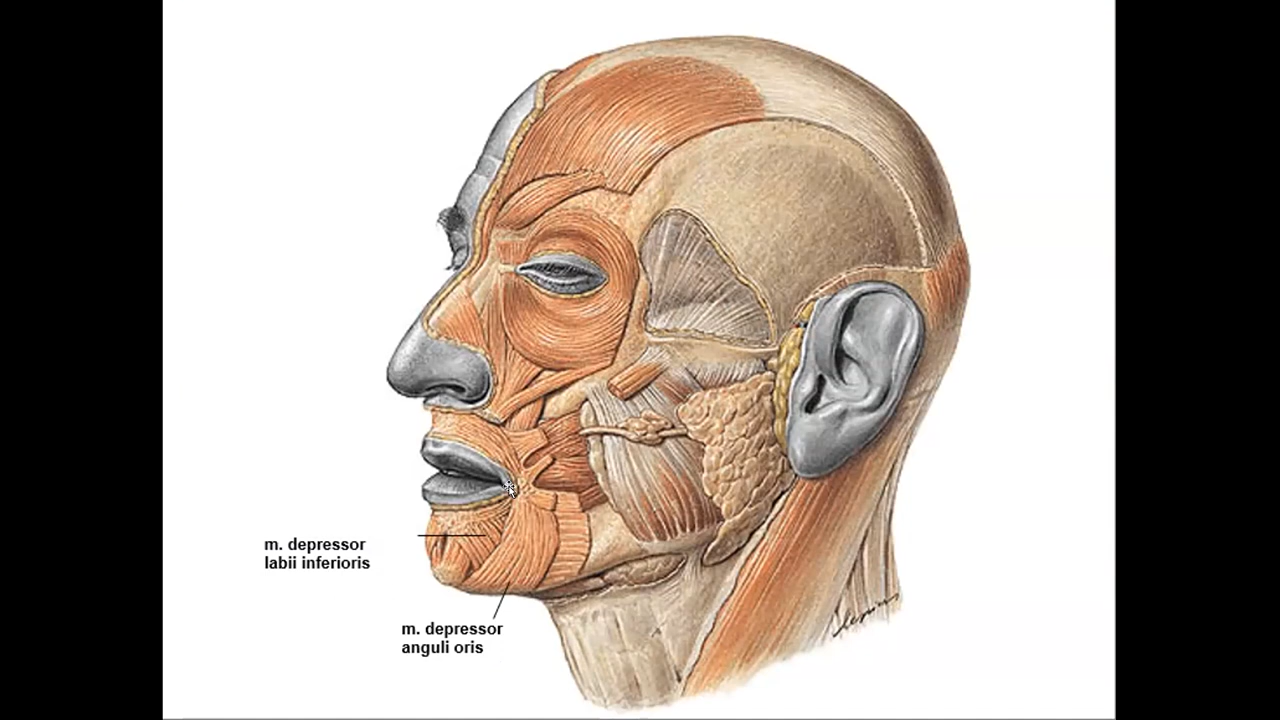 m. depressor
labii inferioris
m. depressor
anguli oris